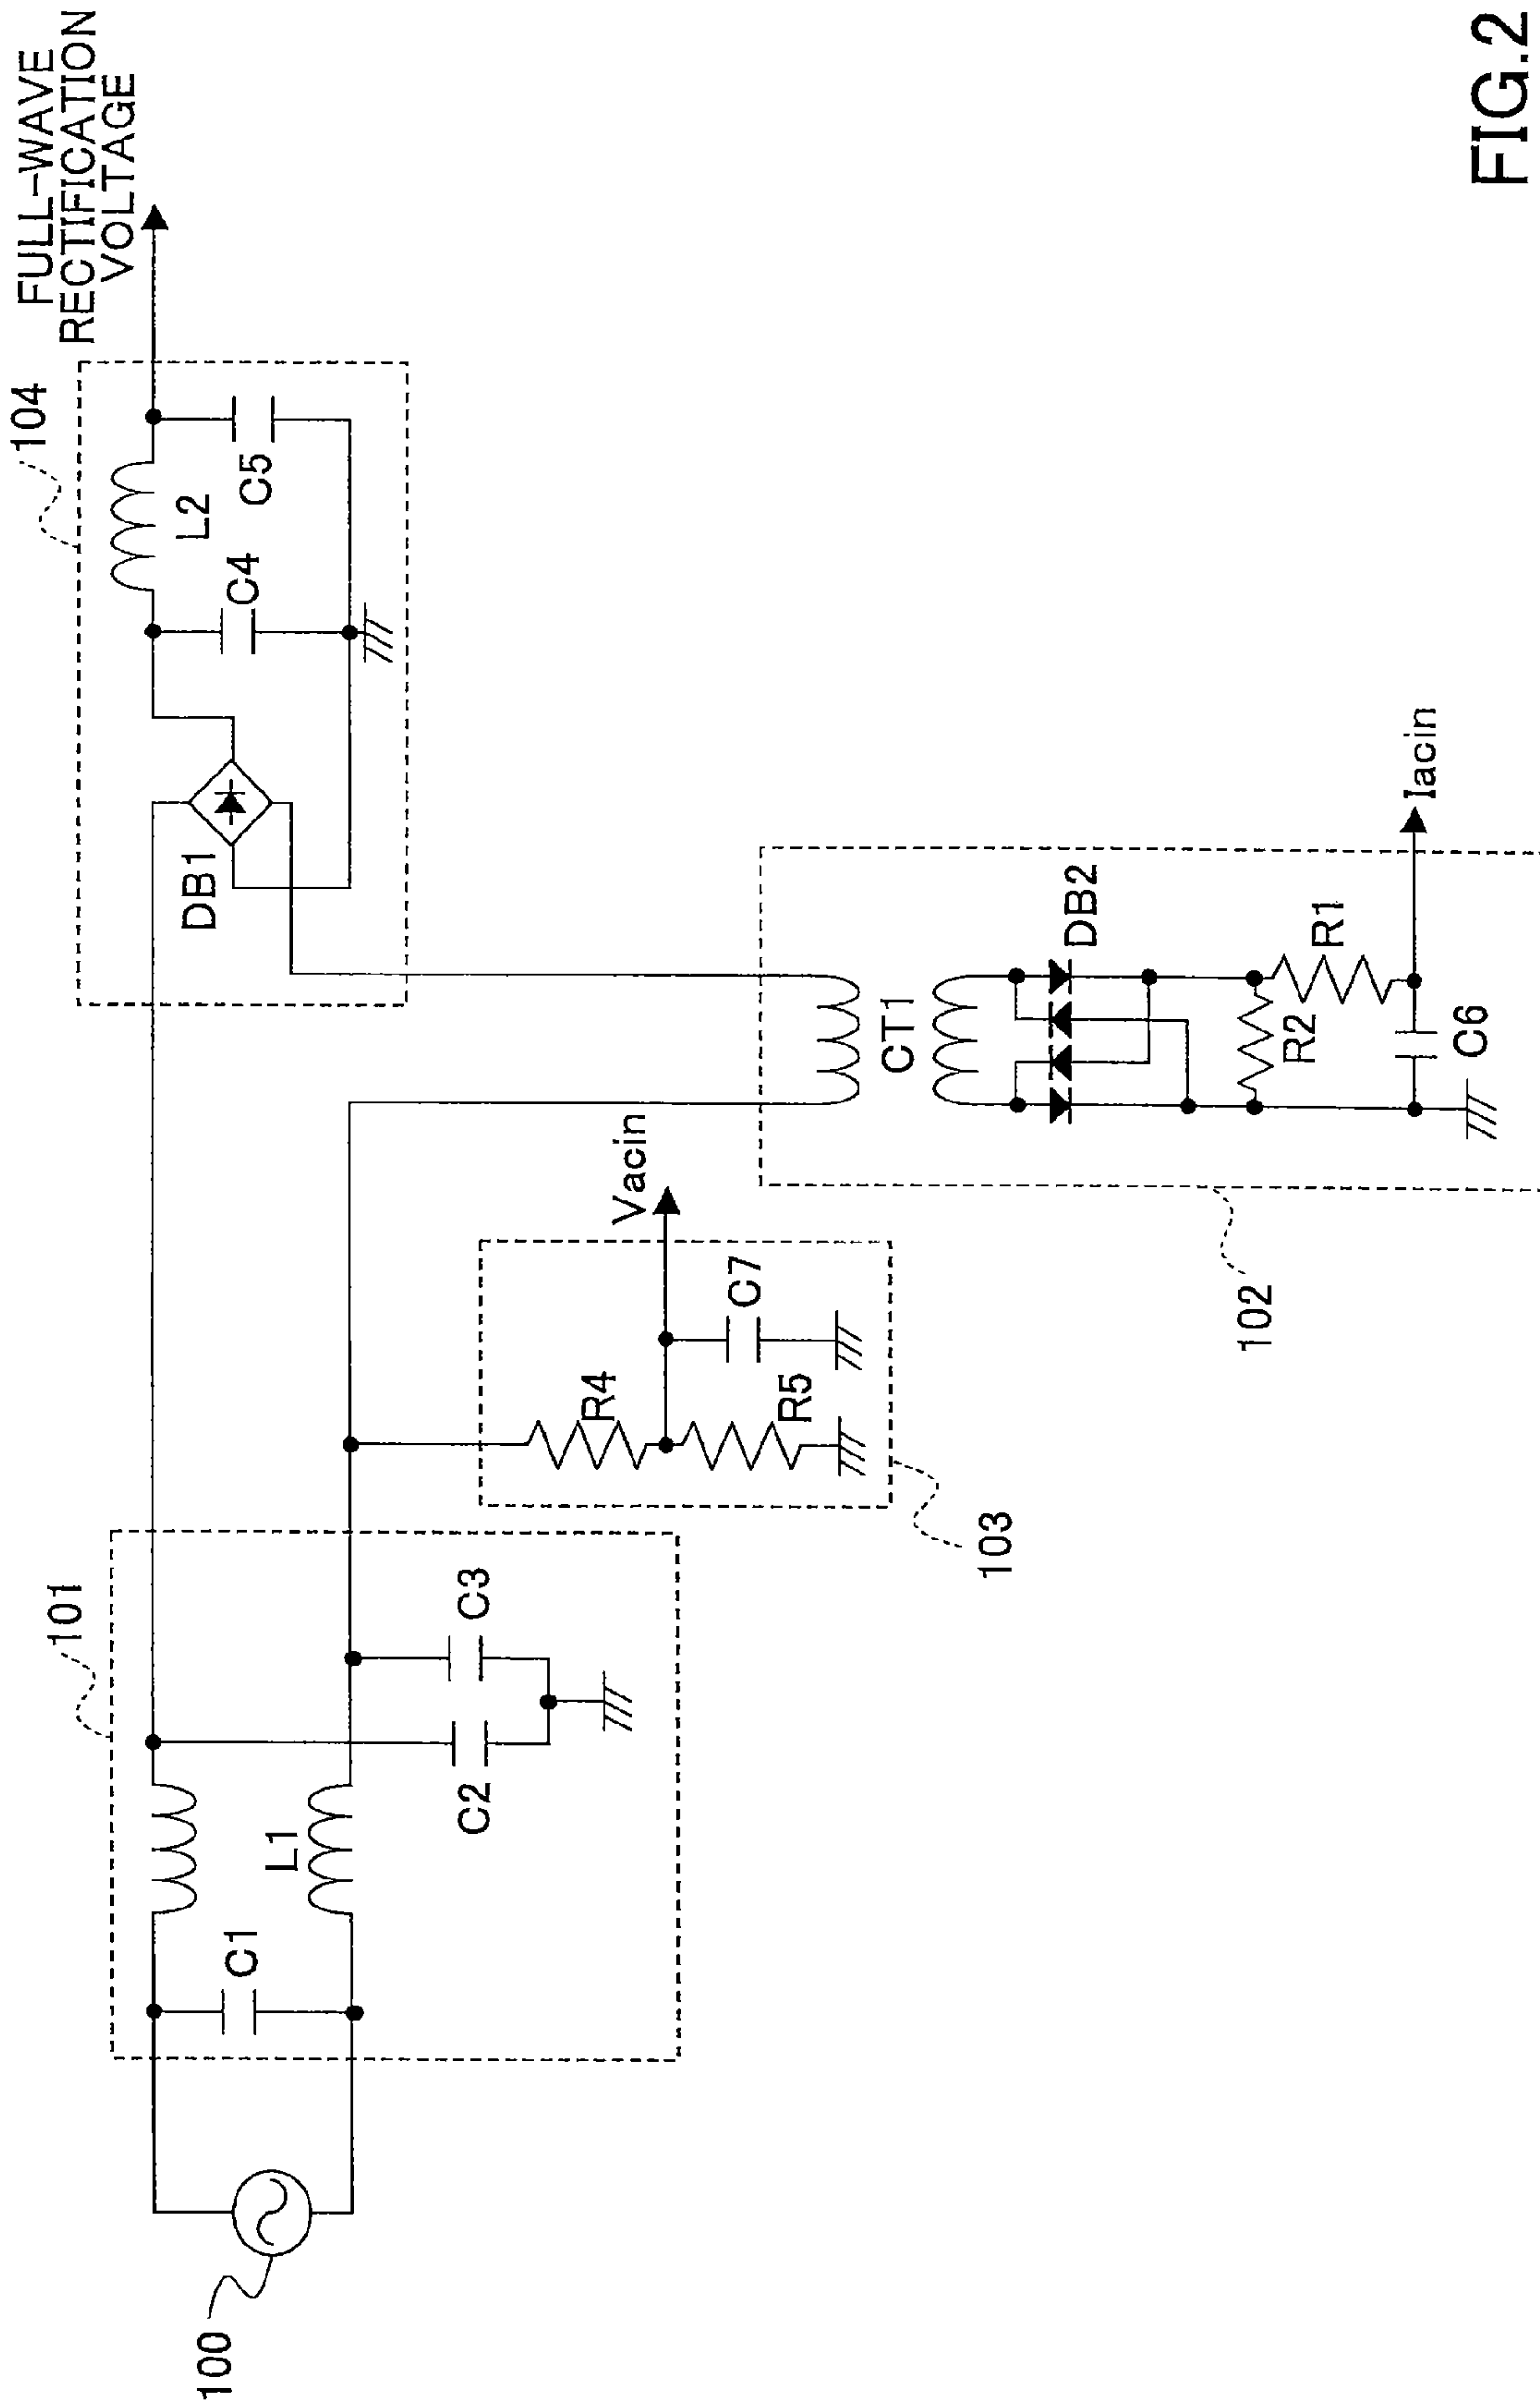 FULL-WAVE
RECTIFICATION
VOLTAGE
104
101
L2
C5
C4
DB1
C1
L1
C2
C3
100
103
R4
R5
C7
Vacin
CT1
DB2
R2
R1
C6
Iacin
102
FIG.2